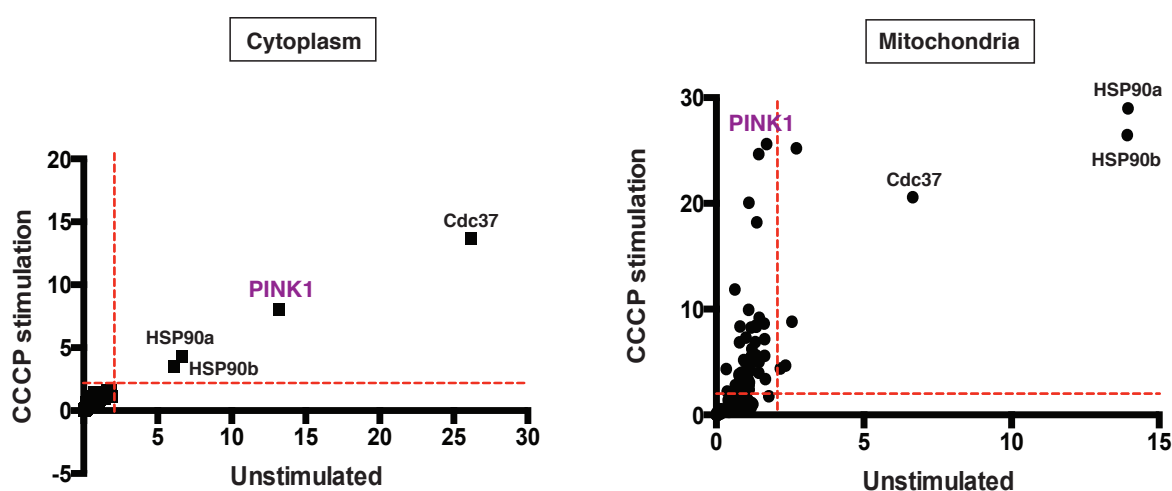 Cytoplasm
CCCP stimulation
20
15
10
5
0
-5
Cdc37
PINK1
HSP90a
HSP90b
5
10
15
20
25
30
Unstimulated
Mitochondria
CCCP stimulation
30
20
10
0
HSP90a
PINK1
HSP90b
Cdc37
0
5
10
15
Unstimulated